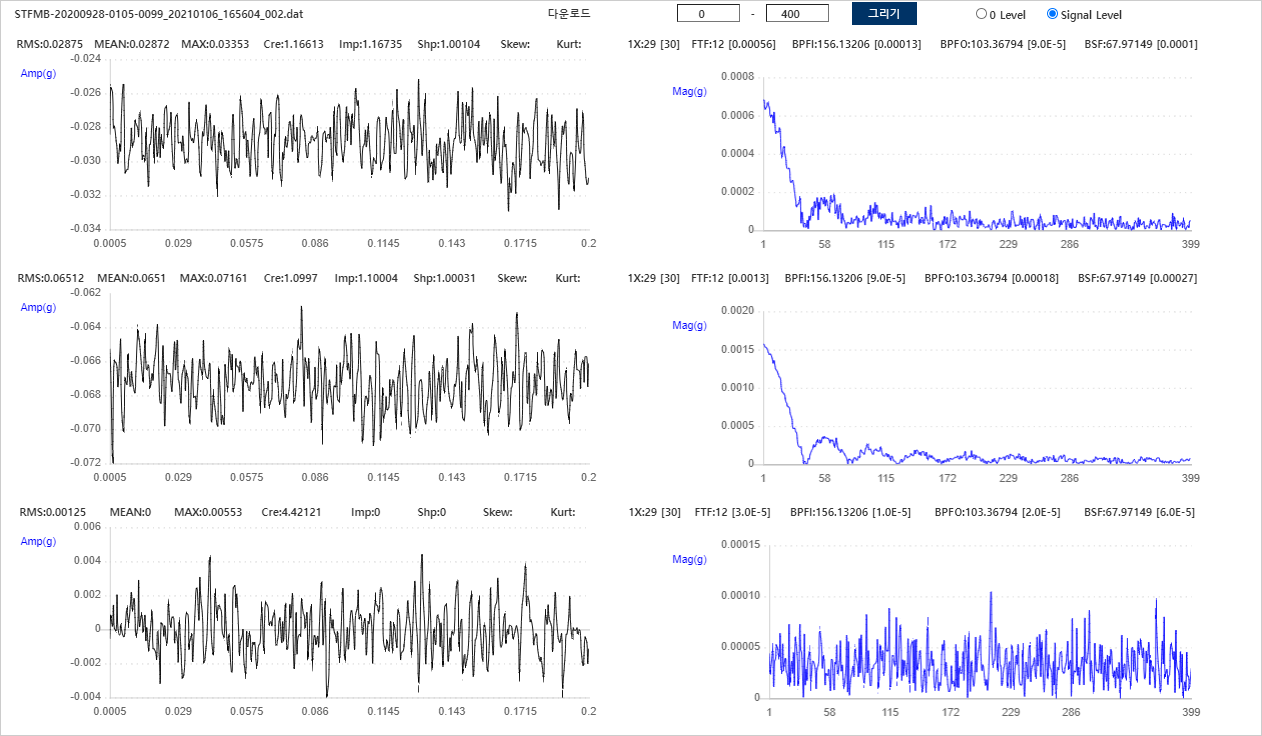 STFMB-20200928-0105-0099_20210106_165604_002.dat 다운로드 0 - 400 그리기 0 Level Signal Level
RMS:0.02875 MEAN:0.02872 MAX:0.03353 Cre:1.16613 Imp:1.16735 Shp:1.00104 Skew: Kurt:
-0.024
Amp(g)
-0.026
-0.028
-0.030
-0.032
-0.034
0.0005 0.029 0.0575 0.086 0.1145 0.143 0.1715 0.2
1X:29 [30] FTF:12 [0.00056] BPFI:156.13206 [0.00013] BPFO:103.36794 [9.0E-5] BSF:67.97149 [0.0001]
0.0008
Mag(g)
0.0006
0.0004
0.0002
0
1 58 115 172 229 286 399
RMS:0.06512 MEAN:0.0651 MAX:0.07161 Cre:1.0997 Imp:1.10004 Shp:1.00031 Skew: Kurt:
-0.062
Amp(g)
-0.064
-0.066
-0.068
-0.070
-0.072
0.0005 0.029 0.0575 0.086 0.1145 0.143 0.1715 0.2
1X:29 [30] FTF:12 [0.0013] BPFI:156.13206 [9.0E-5] BPFO:103.36794 [0.00018] BSF:67.97149 [0.00027]
0.0020
Mag(g)
0.0015
0.0010
0.0005
0
1 58 115 172 229 286 399
RMS:0.00125 MEAN:0 MAX:0.00553 Cre:4.42121 Imp:0 Shp:0 Skew: Kurt:
0.006
Amp(g)
0.004
0.002
0
-0.002
-0.004
0.0005 0.029 0.0575 0.086 0.1145 0.143 0.1715 0.2
1X:29 [30] FTF:12 [3.0E-5] BPFI:156.13206 [1.0E-5] BPFO:103.36794 [2.0E-5] BSF:67.97149 [6.0E-5]
0.00015
Mag(g)
0.00010
0.00005
0
1 58 115 172 229 286 399